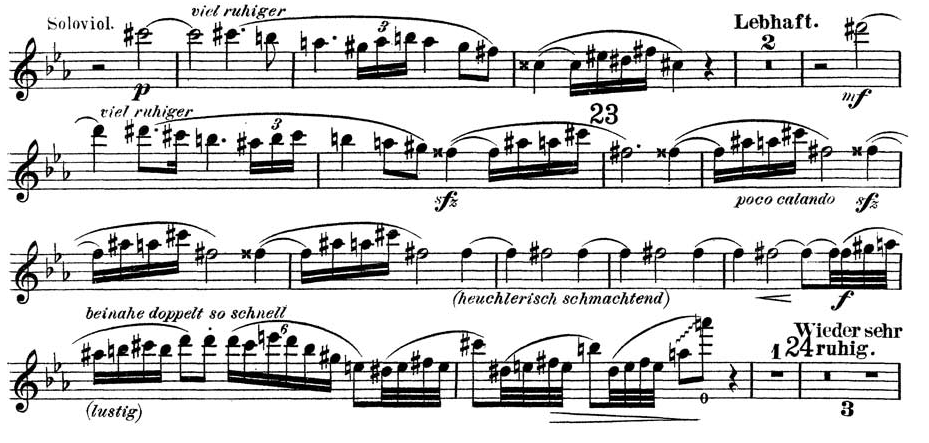 Soloviol. viel ruhiger 3 Lebhaft. 2
p mf
viel ruhiger 3 23
sfz poco calando sfz
(heuchlerisch schmachtend) f
beinahe doppelt so schnell 6 1 24 Wieder sehr
ruhig.
(lustig) 0 3